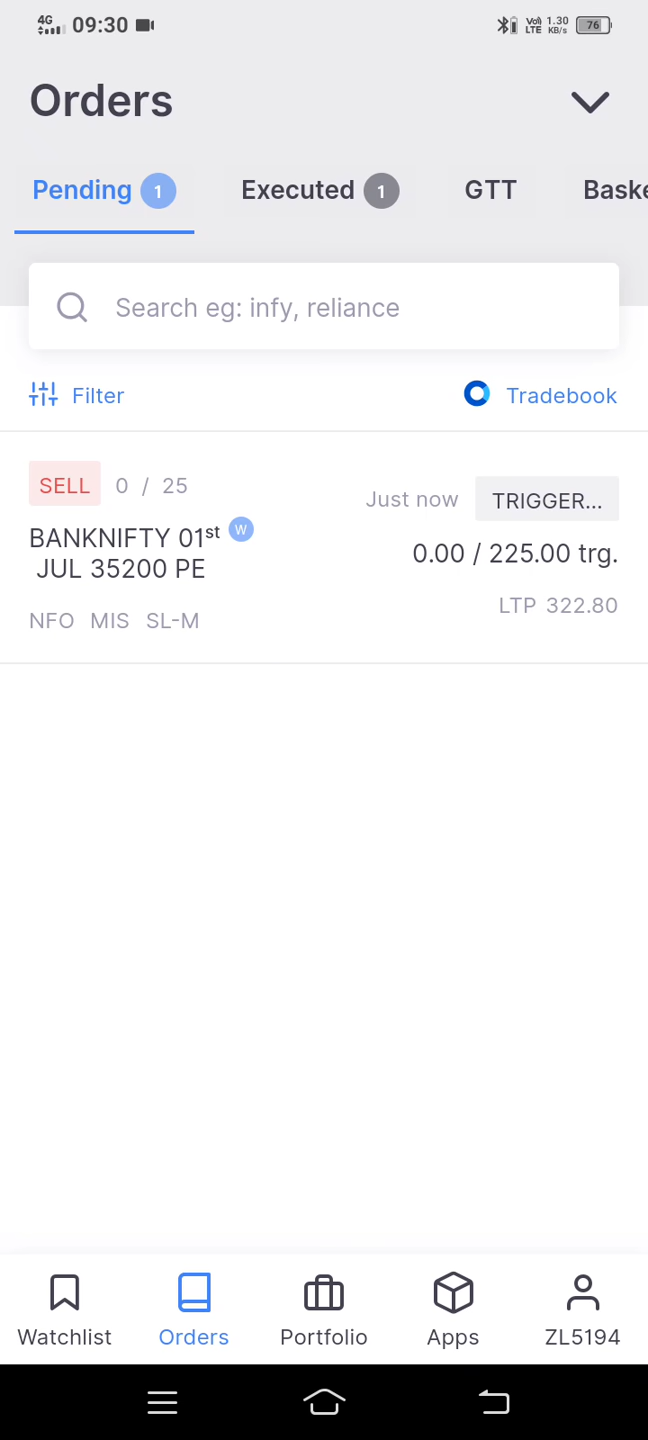 4G 09:30 Vo) LTE 1.30 KB/s 76
Orders
Pending 1 Executed 1 GTT Baske
Search eg: infy, reliance
Filter Tradebook
SELL 0 / 25 Just now TRIGGER...
BANKNIFTY 01st W
JUL 35200 PE
0.00 / 225.00 trg.
NFO MIS SL-M LTP 322.80
Watchlist Orders Portfolio Apps ZL5194